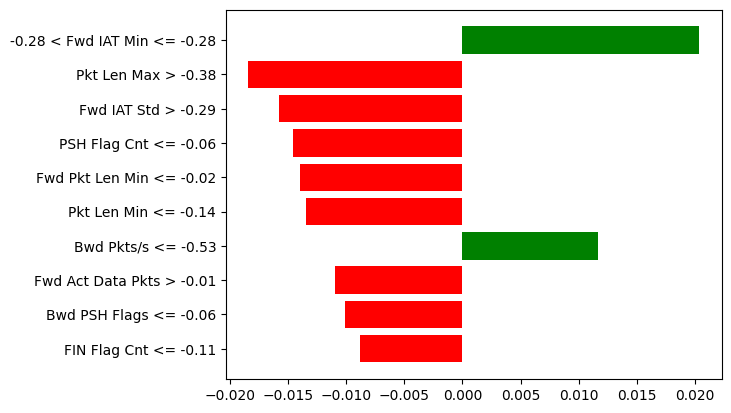 -0.28 < Fwd IAT Min <= -0.28
Pkt Len Max > -0.38
Fwd IAT Std > -0.29
PSH Flag Cnt <= -0.06
Fwd Pkt Len Min <= -0.02
Pkt Len Min <= -0.14
Bwd Pkts/s <= -0.53
Fwd Act Data Pkts > -0.01
Bwd PSH Flags <= -0.06
FIN Flag Cnt <= -0.11
−0.020 −0.015 −0.010 −0.005 0.000 0.005 0.010 0.015 0.020